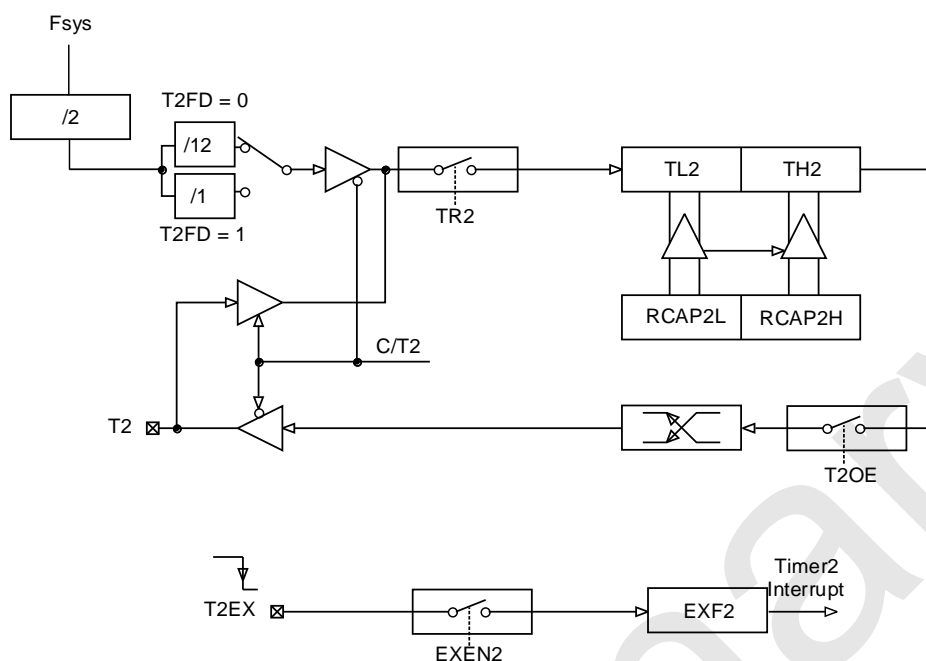 Fsys
/2
T2FD = 0
/12
/1
T2FD = 1
TR2
TL2 TH2
RCAP2L RCAP2H
C/T2
T2
T2OE
T2EX
EXEN2
EXF2
Timer2
Interrupt